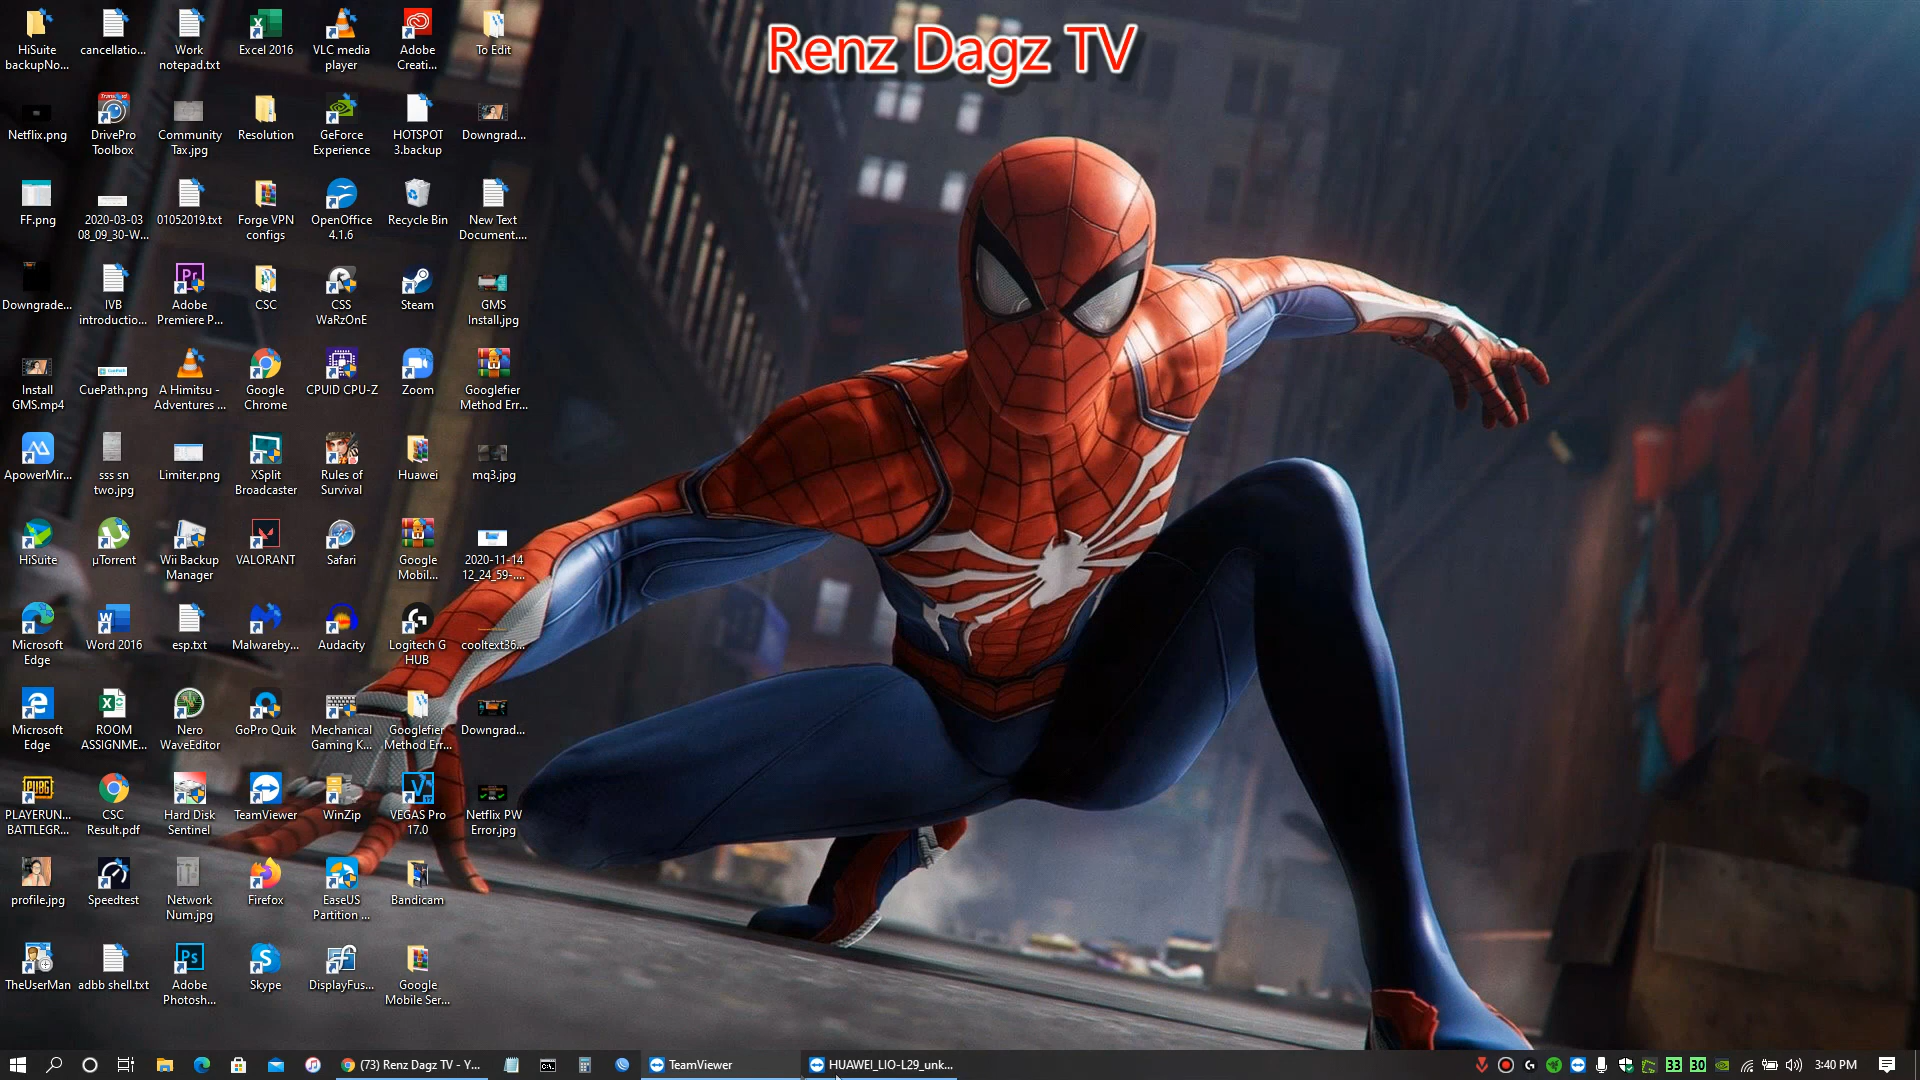 Renz Dagz TV
HiSuite
backupNo...
cancellatio...
Work
notepad.txt
Excel 2016
VLC media
player
Adobe
Creati...
To Edit
Netflix.png
DrivePro
Toolbox
Community
Tax.jpg
Resolution
GeForce
Experience
HOTSPOT
3.backup
Downgrad...
FF.png
2020-03-03
08_09_30-W...
01052019.txt
Forge VPN
configs
OpenOffice
4.1.6
Recycle Bin
New Text
Document....
Downgrade...
IVB
introductio...
Adobe
Premiere P...
CSC
CSS
WaRzOnE
Steam
GMS
Install.jpg
Install
GMS.mp4
CuePath.png
A Himitsu -
Adventures ...
Google
Chrome
CPUID CPU-Z
Zoom
Googlefier
Method Err...
ApowerMir...
sss sn
two.jpg
Limiter.png
XSplit
Broadcaster
Rules of
Survival
Huawei
mq3.jpg
HiSuite
µTorrent
Wii Backup
Manager
VALORANT
Safari
Google
Mobil...
2020-11-14
12_24_59-....
Microsoft
Edge
Word 2016
esp.txt
Malwareby...
Audacity
Logitech G
HUB
cooltext36...
Microsoft
Edge
ROOM
ASSIGNME...
Nero
WaveEditor
GoPro Quik
Mechanical
Gaming K...
Googlefier
Method Err...
Downgrad...
PLAYERUN...
BATTLEGR...
CSC
Result.pdf
Hard Disk
Sentinel
TeamViewer
WinZip
VEGAS Pro
17.0
Netflix PW
Error.jpg
profile.jpg
Speedtest
Network
Num.jpg
Firefox
EaseUS
Partition ...
Bandicam
TheUserMan
adbb shell.txt
Adobe
Photosh...
Skype
DisplayFus...
Google
Mobile Ser...
(73) Renz Dagz TV - Y...
TeamViewer
HUAWEI_LIO-L29_unk...
33
30
3:40 PM